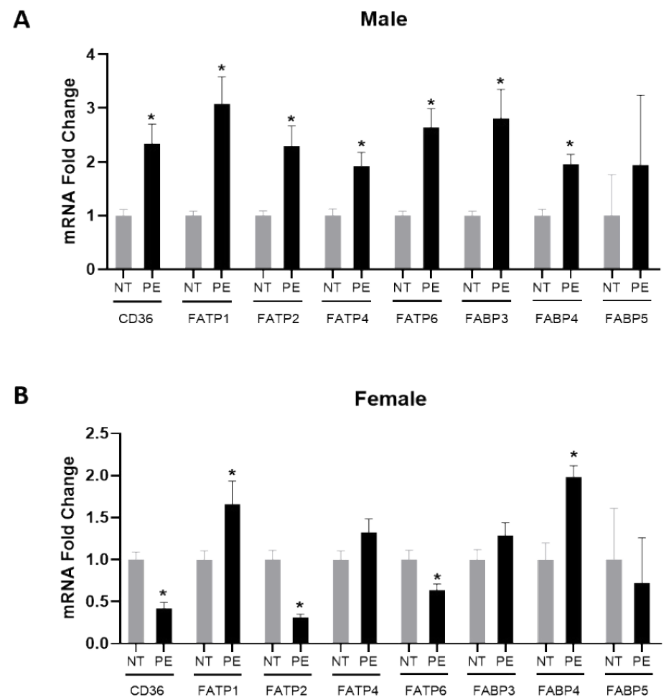 A
Male
mRNA Fold Change
4
3
2
1
0
* * * * * * *
NT PE NT PE NT PE NT PE NT PE NT PE NT PE NT PE
CD36 FATP1 FATP2 FATP4 FATP6 FABP3 FABP4 FABP5
B
Female
mRNA Fold Change
2.5
2.0
1.5
1.0
0.5
0.0
* * * * *
NT PE NT PE NT PE NT PE NT PE NT PE NT PE NT PE
CD36 FATP1 FATP2 FATP4 FATP6 FABP3 FABP4 FABP5